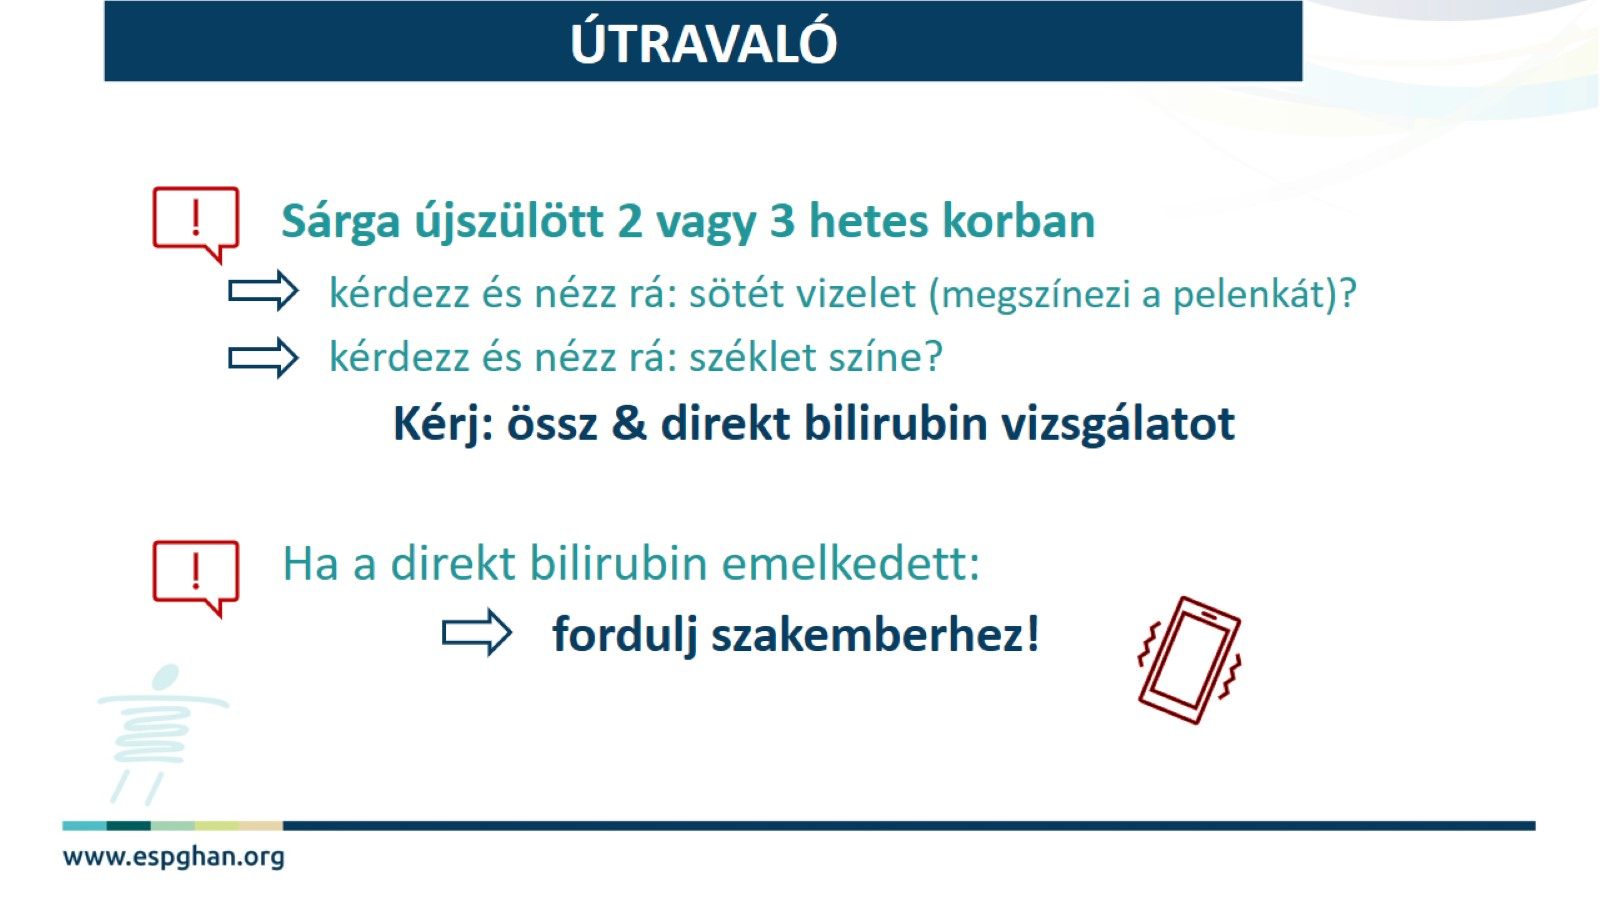 ÚTRAVALÓ
!
Sárga újszülött 2 vagy 3 hetes korban
kérdezz és nézz rá: sötét vizelet (megszínezi a pelenkát)?
kérdezz és nézz rá: széklet színe?
Kérj: össz & direkt bilirubin vizsgálatot
!
Ha a direkt bilirubin emelkedett:
fordulj szakemberhez!
www.espghan.org